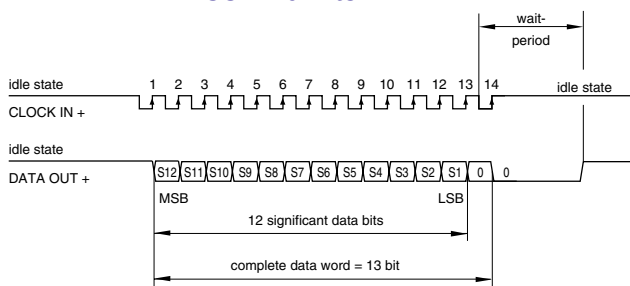 wait-
period
idle state
1 2 3 4 5 6 7 8 9 10 11 12 13 14
idle state
CLOCK IN +
idle state
DATA OUT +
S12 S11 S10 S9 S8 S7 S6 S5 S4 S3 S2 S1 0 0
MSB LSB
12 significant data bits
complete data word = 13 bit